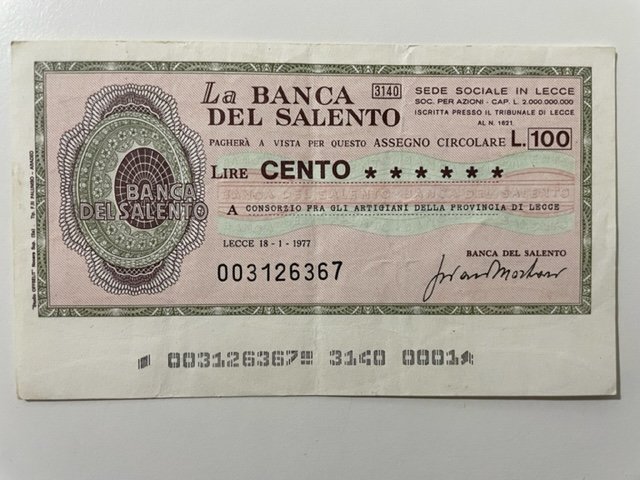 La BANCA
DEL SALENTO
3140
SEDE SOCIALE IN LECCE
SOC. PER AZIONI - CAP. L. 2.000.000.000
ISCRITTA PRESSO IL TRIBUNALE DI LECCE
AL N. 1621
PAGHERÀ A VISTA PER QUESTO ASSEGNO CIRCOLARE L. 100
LIRE CENTO ★ ★ ★ ★ ★ ★
BANCA
DEL SALENTO
A CONSORZIO FRA GLI ARTIGIANI DELLA PROVINCIA DI LECCE
LECCE 18-1-1977
BANCA DEL SALENTO
003126367
003126367 3140 0001